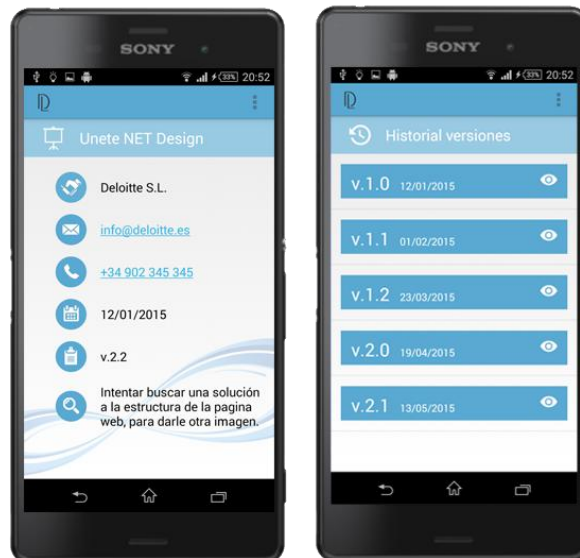 SONY
33% 20:52
Unete NET Design
Deloitte S.L.
info@deloitte.es
+34 902 345 345
12/01/2015
v.2.2
Intentar buscar una solución
a la estructura de la pagina
web, para darle otra imagen.
SONY
33% 20:52
Historial versiones
v.1.0 12/01/2015
v.1.1 01/02/2015
v.1.2 23/03/2015
v.2.0 19/04/2015
v.2.1 13/05/2015